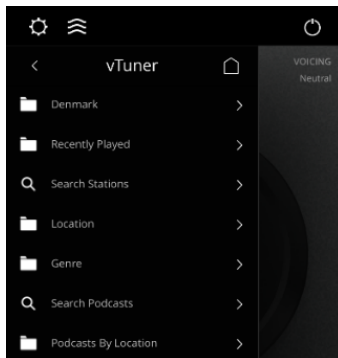 vTuner
VOICING
Neutral
Denmark
Recently Played
Search Stations
Location
Genre
Search Podcasts
Podcasts By Location